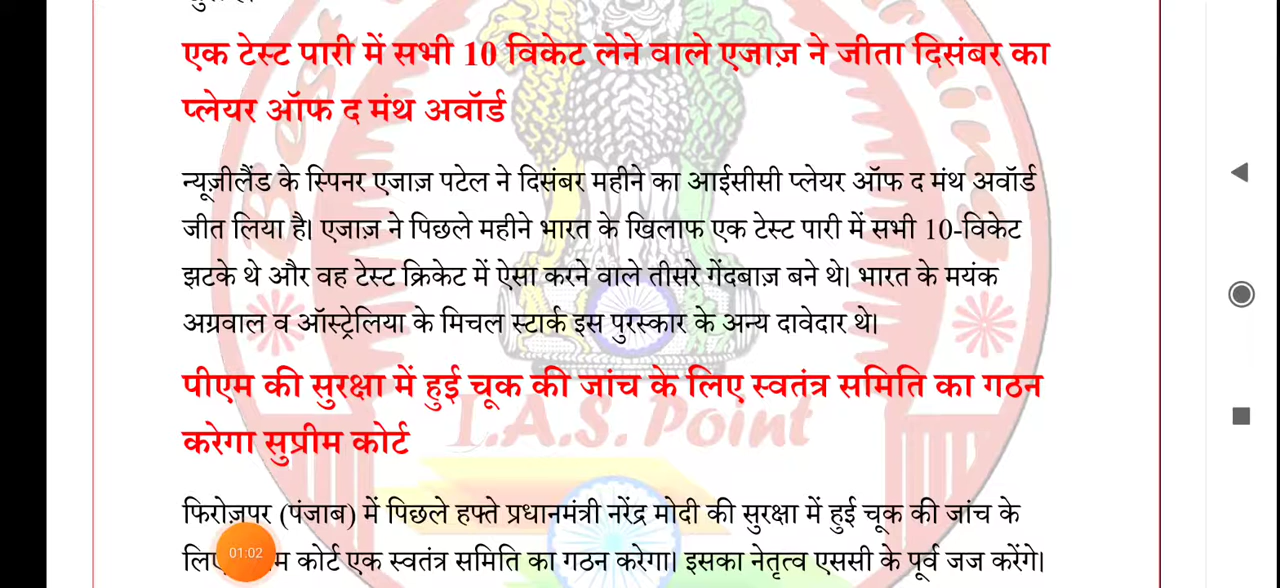 एक टेस्ट पारी में सभी 10 विकेट लेने वाले एजाज़ ने जीता दिसंबर का
प्लेयर ऑफ द मंथ अवॉर्ड
न्यूज़ीलैंड के स्पिनर एजाज़ पटेल ने दिसंबर महीने का आईसीसी प्लेयर ऑफ द मंथ अवॉर्ड
जीत लिया है। एजाज़ ने पिछले महीने भारत के खिलाफ एक टेस्ट पारी में सभी 10-विकेट
झटके थे और वह टेस्ट क्रिकेट में ऐसा करने वाले तीसरे गेंदबाज़ बने थे। भारत के मयंक
अग्रवाल व ऑस्ट्रेलिया के मिचल स्टार्क इस पुरस्कार के अन्य दावेदार थे।
पीएम की सुरक्षा में हुई चूक की जांच के लिए स्वतंत्र समिति का गठन
करेगा सुप्रीम कोर्ट
I.A.S. Point
फिरोज़पर (पंजाब) में पिछले हफ्ते प्रधानमंत्री नरेंद्र मोदी की सुरक्षा में हुई चूक की जांच के
कोर्ट एक स्वतंत्र समिति का गठन करेगा। इसका नेतृत्व एससी के पूर्व जज करेंगे।
01:02